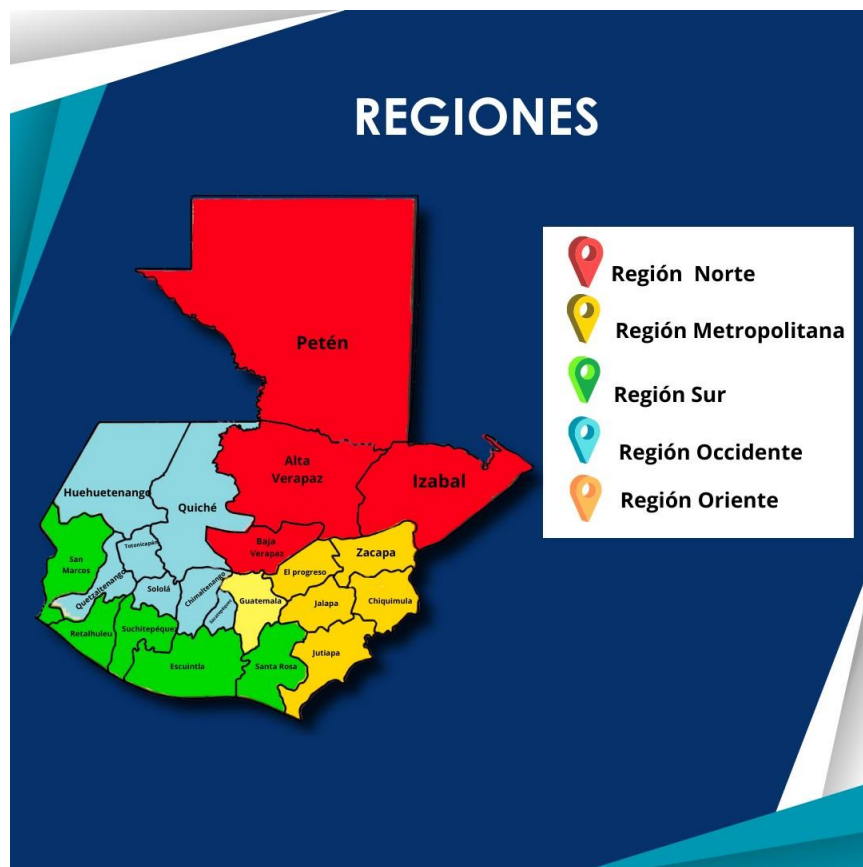 REGIONES
Región Norte
Región Metropolitana
Región Sur
Región Occidente
Región Oriente
Petén
Alta
Verapaz
Izabal
Huehuetenango
Quiché
Baja
Verapaz
Zacapa
San
Marcos
Totonicapán
El progreso
Quetzaltenango
Sololá
Chimaltenango
Sacatepéquez
Guatemala
Jalapa
Chiquimula
Retalhuleu
Suchitepéquez
Escuintla
Santa Rosa
Jutiapa